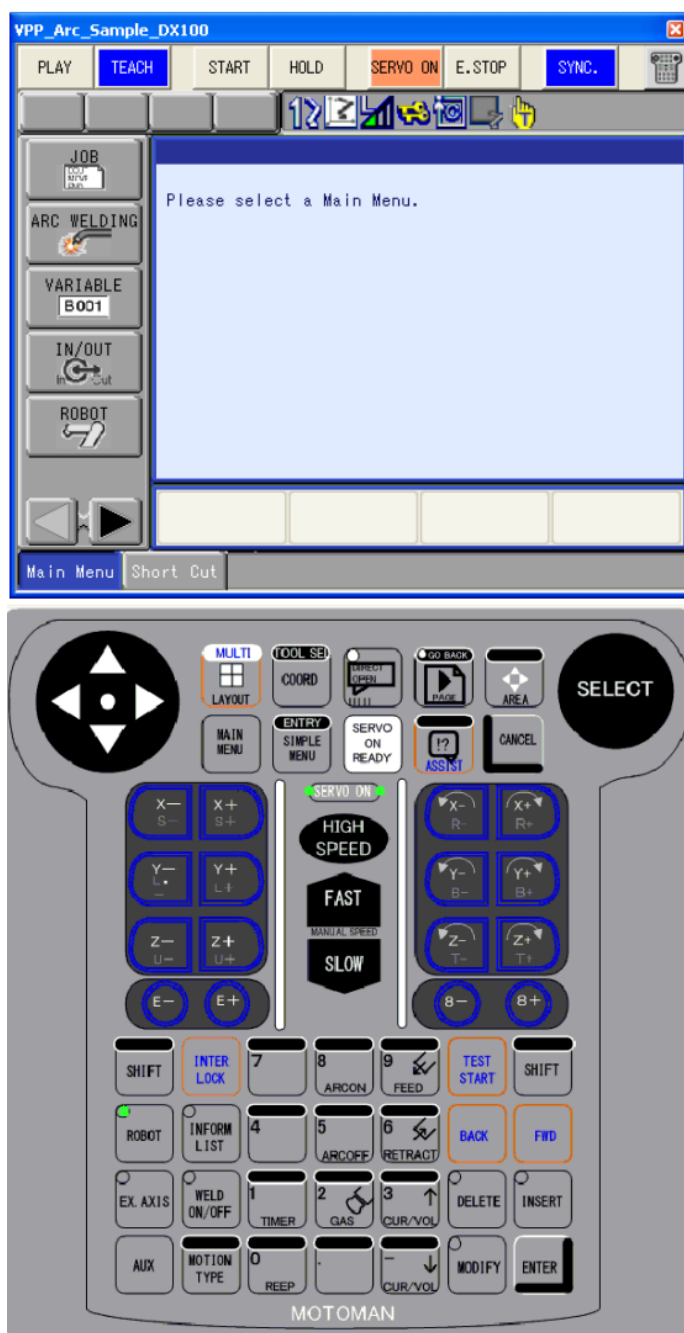 VPP_Arc_Sample_DX100
PLAY TEACH START HOLD SERVO ON E.STOP SYNC.
JOB
Please select a Main Menu.
ARC WELDING
VARIABLE
B001
IN/OUT
In Out
ROBOT
Main Menu Short Cut
MULTI TOOL SEL GO BACK
LAYOUT COORD DIRECT OPEN PAGE AREA SELECT
MAIN MENU ENTRY SIMPLE MENU SERVO ON READY !? ASSIST CANCEL
SERVO ON
X- S- X+ S+ HIGH SPEED X- R- X+ R+
Y- L- Y+ L+ FAST Y- B- Y+ B+
MANUAL SPEED
Z- U- Z+ U+ SLOW Z- T- Z+ T+
E- E+ 8- 8+
SHIFT INTER LOCK 7 8 ARCON 9 FEED TEST START SHIFT
ROBOT INFORM LIST 4 5 ARCOFF 6 RETRACT BACK FWD
EX.AXIS WELD ON/OFF 1 TIMER 2 GAS 3 CUR/VOL DELETE INSERT
AUX MOTION TYPE 0 REEP . - CUR/VOL MODIFY ENTER
MOTOMAN